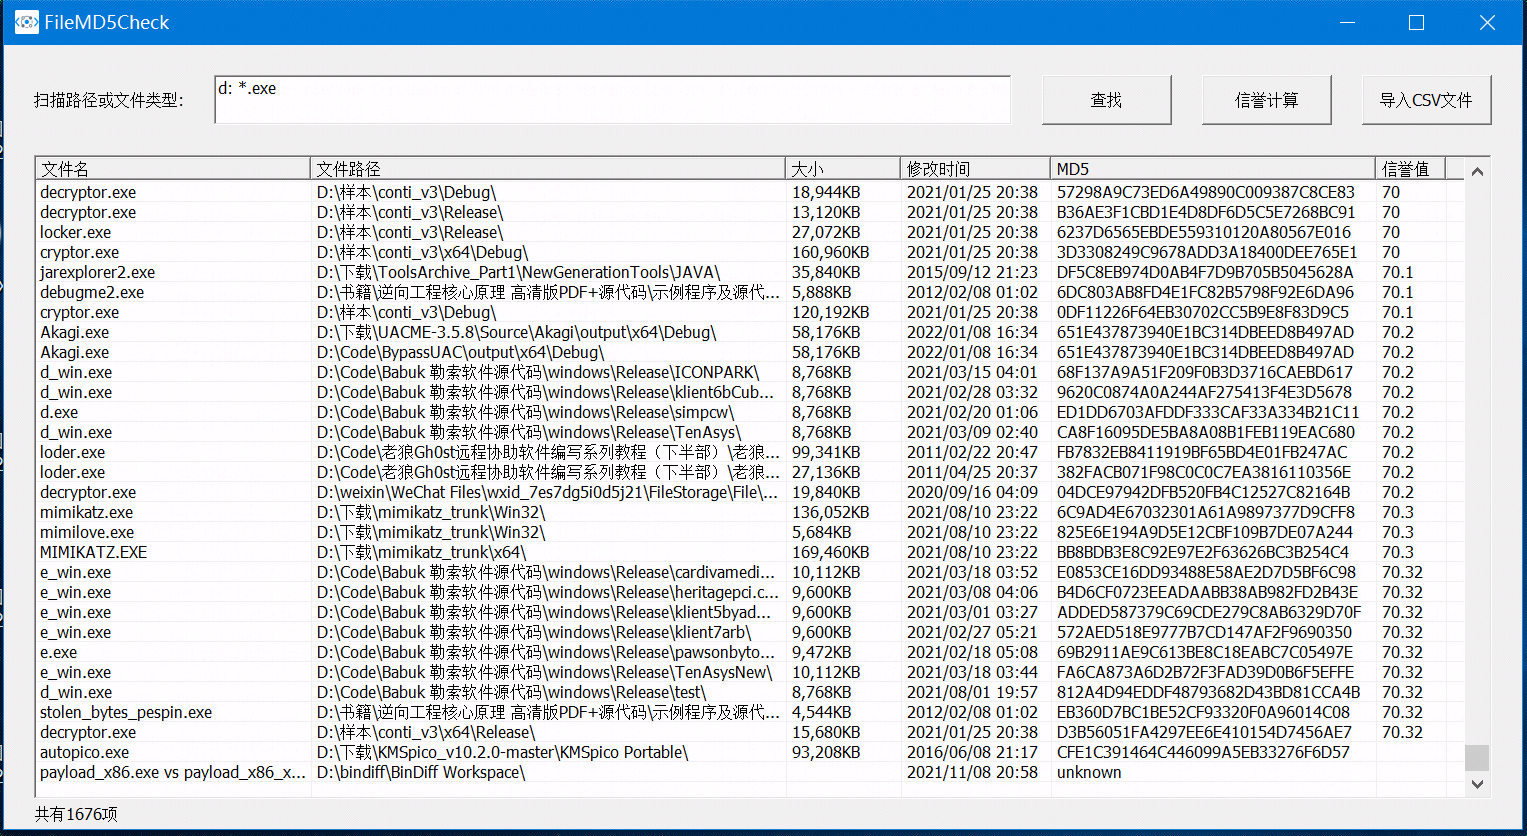 FileMD5Check
扫描路径或文件类型： d: *.exe 查找 信誉计算 导入CSV文件
文件名 文件路径 大小 修改时间 MD5 信誉值
decryptor.exe D:\样本\conti_v3\Debug\ 18,944KB 2021/01/25 20:38 57298A9C73ED6A49890C009387C8CE83 70
decryptor.exe D:\样本\conti_v3\Release\ 13,120KB 2021/01/25 20:38 B36AE3F1CBD1E4D8DF6D5C5E7268BC91 70
locker.exe D:\样本\conti_v3\Release\ 27,072KB 2021/01/25 20:38 6237D6565EBDE559310120A80567E016 70
cryptor.exe D:\样本\conti_v3\x64\Debug\ 160,960KB 2021/01/25 20:38 3D3308249C9678ADD3A18400DEE765E1 70
jarexplorer2.exe D:\下载\ToolsArchive_Part1\NewGenerationTools\JAVA\ 35,840KB 2015/09/12 21:23 DF5C8EB974D0AB4F7D9B705B5045628A 70.1
debugme2.exe D:\书籍\逆向工程核心原理 高清版PDF+源代码\示例程序及源代... 5,888KB 2012/02/08 01:02 6DC803AB8FD4E1FC82B5798F92E6DA96 70.1
cryptor.exe D:\样本\conti_v3\Debug\ 120,192KB 2021/01/25 20:38 0DF11226F64EB30702CC5B9E8F83D9C5 70.1
Akagi.exe D:\下载\UACME-3.5.8\Source\Akagi\output\x64\Debug\ 58,176KB 2022/01/08 16:34 651E437873940E1BC314DBEED8B497AD 70.2
Akagi.exe D:\Code\BypassUAC\output\x64\Debug\ 58,176KB 2022/01/08 16:34 651E437873940E1BC314DBEED8B497AD 70.2
d_win.exe D:\Code\Babuk 勒索软件源代码\windows\Release\ICONPARK\ 8,768KB 2021/03/15 04:01 68F137A9A51F209F0B3D3716CAEBD617 70.2
d_win.exe D:\Code\Babuk 勒索软件源代码\windows\Release\klient6bCub... 8,768KB 2021/02/28 03:32 9620C0874A0A244AF275413F4E3D5678 70.2
d.exe D:\Code\Babuk 勒索软件源代码\windows\Release\simpcw\ 8,768KB 2021/02/20 01:06 ED1DD6703AFDDF333CAF33A334B21C11 70.2
d_win.exe D:\Code\Babuk 勒索软件源代码\windows\Release\TenAsys\ 8,768KB 2021/03/09 02:40 CA8F16095DE5BA8A08B1FEB119EAC680 70.2
loder.exe D:\Code\老狼Gh0st远程协助软件编写系列教程（下半部）\老狼... 99,341KB 2011/02/22 20:47 FB7832EB8411919BF65BD4E01FB247AC 70.2
loder.exe D:\Code\老狼Gh0st远程协助软件编写系列教程（下半部）\老狼... 27,136KB 2011/04/25 20:37 382FACB071F98C0C0C7EA3816110356E 70.2
decryptor.exe D:\weixin\WeChat Files\wxid_7es7dg5i0d5j21\FileStorage\File\... 19,840KB 2020/09/16 04:09 04DCE97942DFB520FB4C12527C82164B 70.2
mimikatz.exe D:\下载\mimikatz_trunk\Win32\ 136,052KB 2021/08/10 23:22 6C9AD4E67032301A61A9897377D9CFF8 70.3
mimilove.exe D:\下载\mimikatz_trunk\Win32\ 5,684KB 2021/08/10 23:22 825E6E194A9D5E12CBF109B7DE07A244 70.3
MIMIKATZ.EXE D:\下载\mimikatz_trunk\x64\ 169,460KB 2021/08/10 23:22 BB8BDB3E8C92E97E2F63626BC3B254C4 70.3
e_win.exe D:\Code\Babuk 勒索软件源代码\windows\Release\cardivamedi... 10,112KB 2021/03/18 03:52 E0853CE16DD93488E58AE2D7D5BF6C98 70.32
e_win.exe D:\Code\Babuk 勒索软件源代码\windows\Release\heritagepci.c... 9,600KB 2021/03/08 04:06 B4D6CF0723EEADAABB38AB982FD2B43E 70.32
e_win.exe D:\Code\Babuk 勒索软件源代码\windows\Release\klient5byad... 9,600KB 2021/03/01 03:27 ADDED587379C69CDE279C8AB6329D70F 70.32
e_win.exe D:\Code\Babuk 勒索软件源代码\windows\Release\klient7arb\ 9,600KB 2021/02/27 05:21 572AED518E9777B7CD147AF2F9690350 70.32
e.exe D:\Code\Babuk 勒索软件源代码\windows\Release\pawsonbyto... 9,472KB 2021/02/18 05:08 69B2911AE9C613BE8C18EABC7C05497E 70.32
e_win.exe D:\Code\Babuk 勒索软件源代码\windows\Release\TenAsysNew\ 10,112KB 2021/03/18 03:44 FA6CA873A6D2B72F3FAD39D0B6F5EFFE 70.32
d_win.exe D:\Code\Babuk 勒索软件源代码\windows\Release\test\ 8,768KB 2021/08/01 19:57 812A4D94EDDF48793682D43BD81CCA4B 70.32
stolen_bytes_pespin.exe D:\书籍\逆向工程核心原理 高清版PDF+源代码\示例程序及源代... 4,544KB 2012/02/08 01:02 EB360D7BC1BE52CF93320F0A96014C08 70.32
decryptor.exe D:\样本\conti_v3\x64\Release\ 15,680KB 2021/01/25 20:38 D3B56051FA4297EE6E410154D7456AE7 70.32
autopico.exe D:\下载\KMSpico_v10.2.0-master\KMSpico Portable\ 93,208KB 2016/06/08 21:17 CFE1C391464C446099A5EB33276F6D57
payload_x86.exe vs payload_x86_x... D:\bindiff\BinDiff Workspace\ 2021/11/08 20:58 unknown
共有1676项